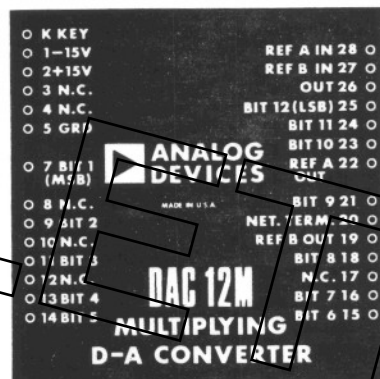 K KEY
1-15V
2+15V
3 N.C.
4 N.C.
5 GRD
7 BIT 1
(MSB)
8 N.C.
9 BIT 2
10 N.C.
11 BIT 3
12 N.C.
13 BIT 4
14 BIT 5
REF A IN 28
REF B IN 27
OUT 26
BIT 12(LSB) 25
BIT 11 24
BIT 10 23
REF A 22
OUT
BIT 9 21
NET. TERM. 20
REF B OUT 19
BIT 8 18
N.C. 17
BIT 7 16
BIT 6 15
ANALOG
DEVICES
MADE IN U.S.A.
DAC 12M
MULTIPLYING
D-A CONVERTER